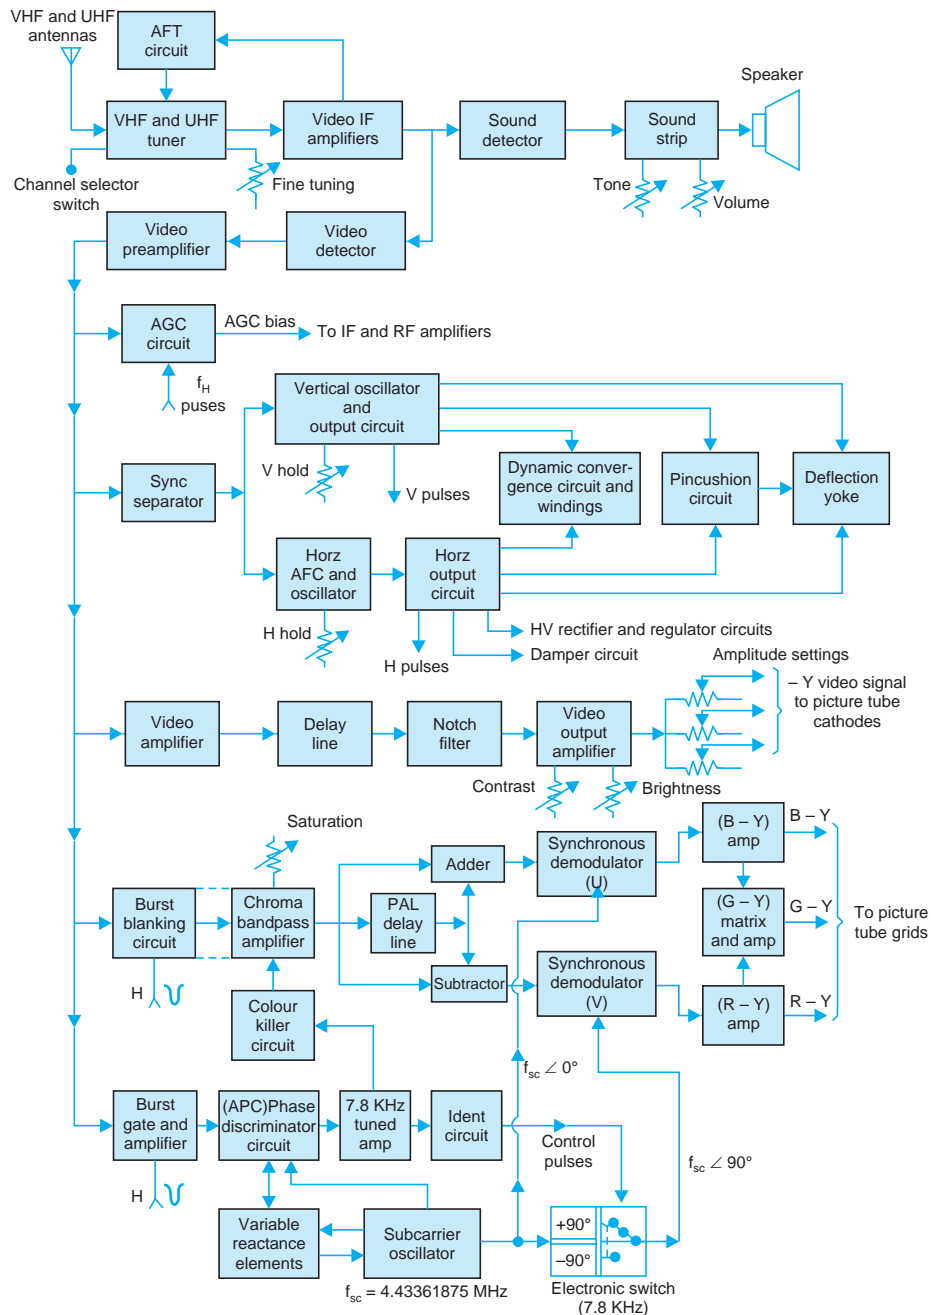 VHF and UHF
antennas
AFT
circuit
Speaker
VHF and UHF
tuner
Video IF
amplifiers
Sound
detector
Sound
strip
Channel selector
switch
Fine tuning
Tone
Volume
Video
preamplifier
Video
detector
AGC
circuit
AGC bias
To IF and RF amplifiers
f_H
puses
Vertical oscillator
and
output circuit
V hold
V pulses
Sync
separator
Dynamic conver-
gence circuit and
windings
Pincushion
circuit
Deflection
yoke
Horz
AFC and
oscillator
Horz
output
circuit
H hold
H pulses
HV rectifier and regulator circuits
Damper circuit
Amplitude settings
– Y video signal
to picture tube
cathodes
Video
amplifier
Delay
line
Notch
filter
Video
output
amplifier
Contrast
Brightness
Saturation
Burst
blanking
circuit
Chroma
bandpass
amplifier
PAL
delay
line
Adder
Subtractor
Synchronous
demodulator
(U)
Synchronous
demodulator
(V)
(B – Y)
amp
B – Y
(G – Y)
matrix
and amp
G – Y
(R – Y)
amp
R – Y
To picture
tube grids
H
Colour
killer
circuit
f_sc ∠ 0°
Burst
gate and
amplifier
(APC)Phase
discriminator
circuit
7.8 KHz
tuned
amp
Ident
circuit
Control
pulses
f_sc ∠ 90°
H
Variable
reactance
elements
Subcarrier
oscillator
+90°
–90°
f_sc = 4.43361875 MHz
Electronic switch
(7.8 KHz)